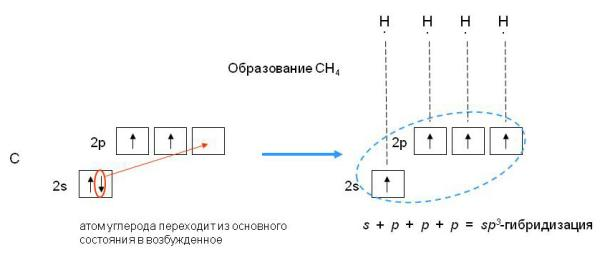 H H H H
Образование CH₄
2p 2p
C
2s 2s
атом углерода переходит из основного
состояния в возбужденное
s + p + p + p = sp³-гибридизация